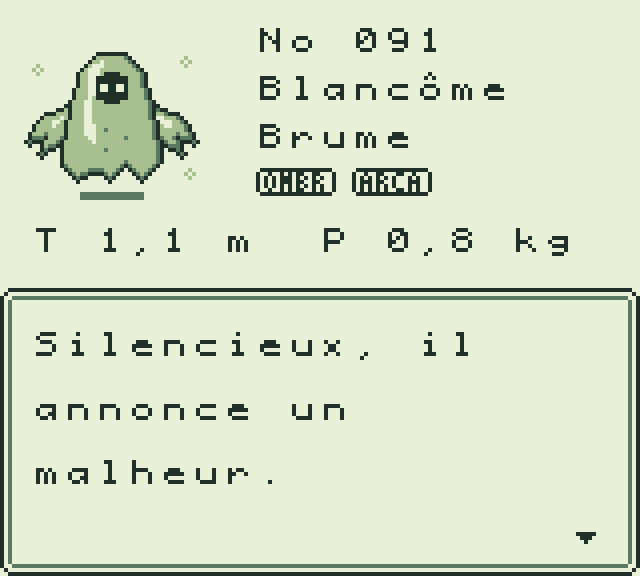 No 091
Blancôme
Brume
OMBR ARCA
T 1,1 m P 0,8 kg
Silencieux, il
annonce un
malheur.